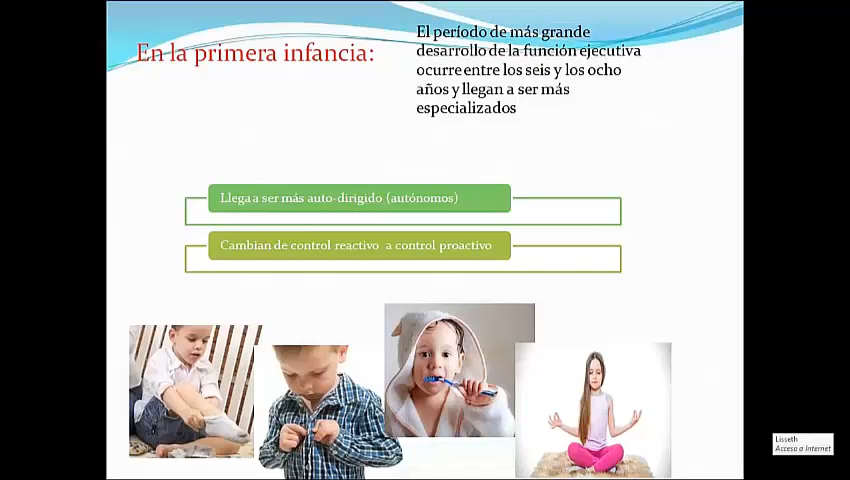 En la primera infancia:
El período de más grande
desarrollo de la función ejecutiva
ocurre entre los seis y los ocho
años y llegan a ser más
especializados
Llega a ser más auto-dirigido (autónomos)
Cambian de control reactivo a control proactivo
Lisseth
Acceso a Internet